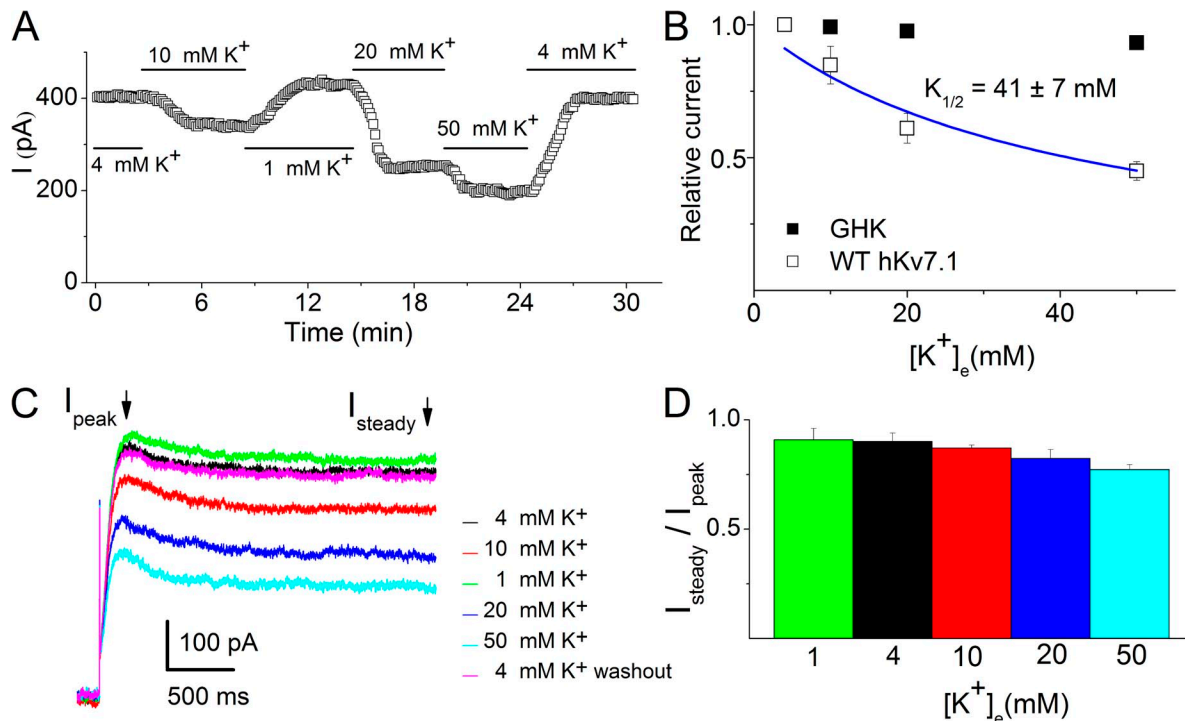 A
10 mM K⁺
20 mM K⁺
4 mM K⁺
4 mM K⁺
1 mM K⁺
50 mM K⁺
I (pA)
400
200
0
0 6 12 18 24 30
Time (min)
B
1.0
0.5
K1/2 = 41 ± 7 mM
GHK
WT hKv7.1
Relative current
0 20 40
[K⁺]e(mM)
C
Ipeak
Isteady
4 mM K⁺
10 mM K⁺
1 mM K⁺
20 mM K⁺
50 mM K⁺
4 mM K⁺ washout
100 pA
500 ms
D
1.0
0.5
Isteady / Ipeak
1 4 10 20 50
[K⁺]e(mM)